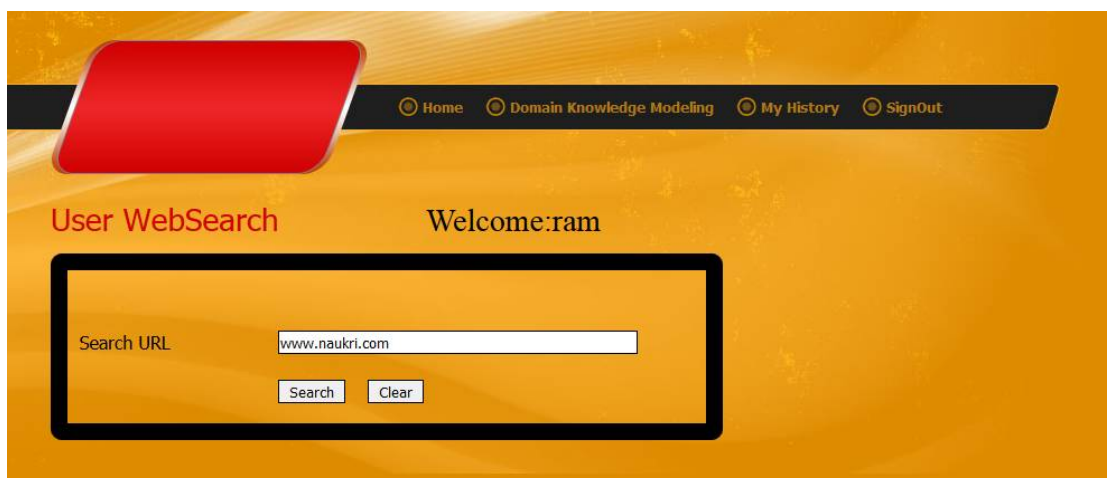 Home Domain Knowledge Modeling My History SignOut
User WebSearch Welcome:ram
Search URL www.naukri.com
Search Clear